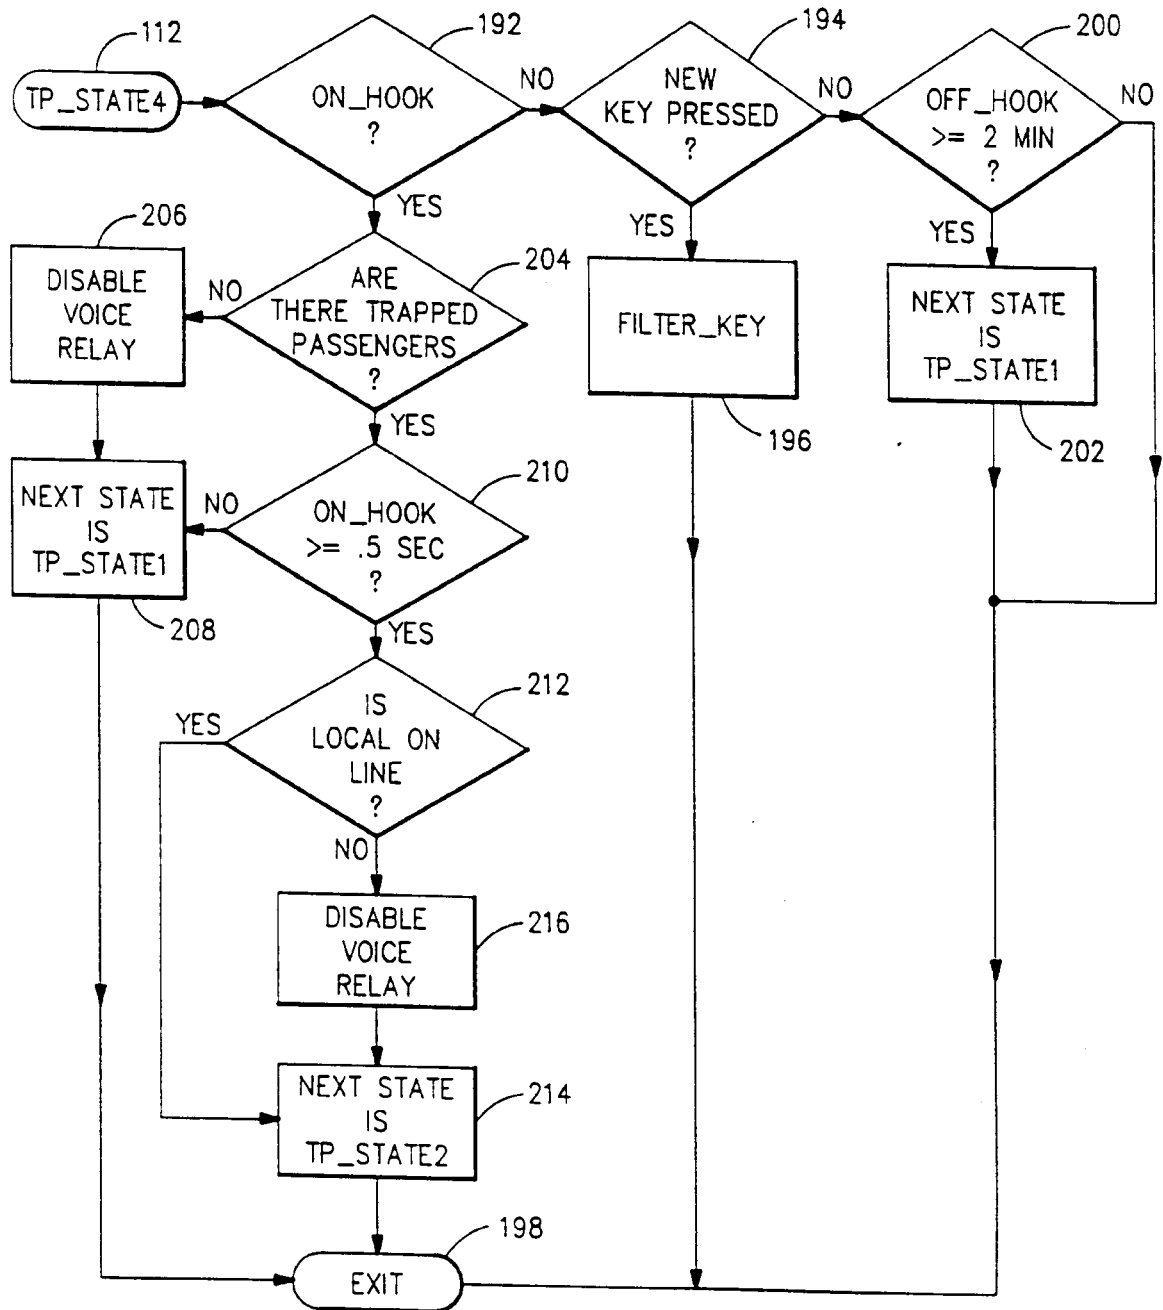 112
TP_STATE4
192
ON_HOOK
?
NO
YES
194
NEW
KEY PRESSED
?
NO
YES
200
OFF_HOOK
>= 2 MIN
?
NO
YES
206
DISABLE
VOICE
RELAY
204
ARE
THERE TRAPPED
PASSENGERS
?
NO
YES
FILTER_KEY
196
NEXT STATE
IS
TP_STATE1
202
NEXT STATE
IS
TP_STATE1
208
210
ON_HOOK
>= .5 SEC
?
NO
YES
212
IS
LOCAL ON
LINE
?
YES
NO
DISABLE
VOICE
RELAY
216
NEXT STATE
IS
TP_STATE2
214
198
EXIT